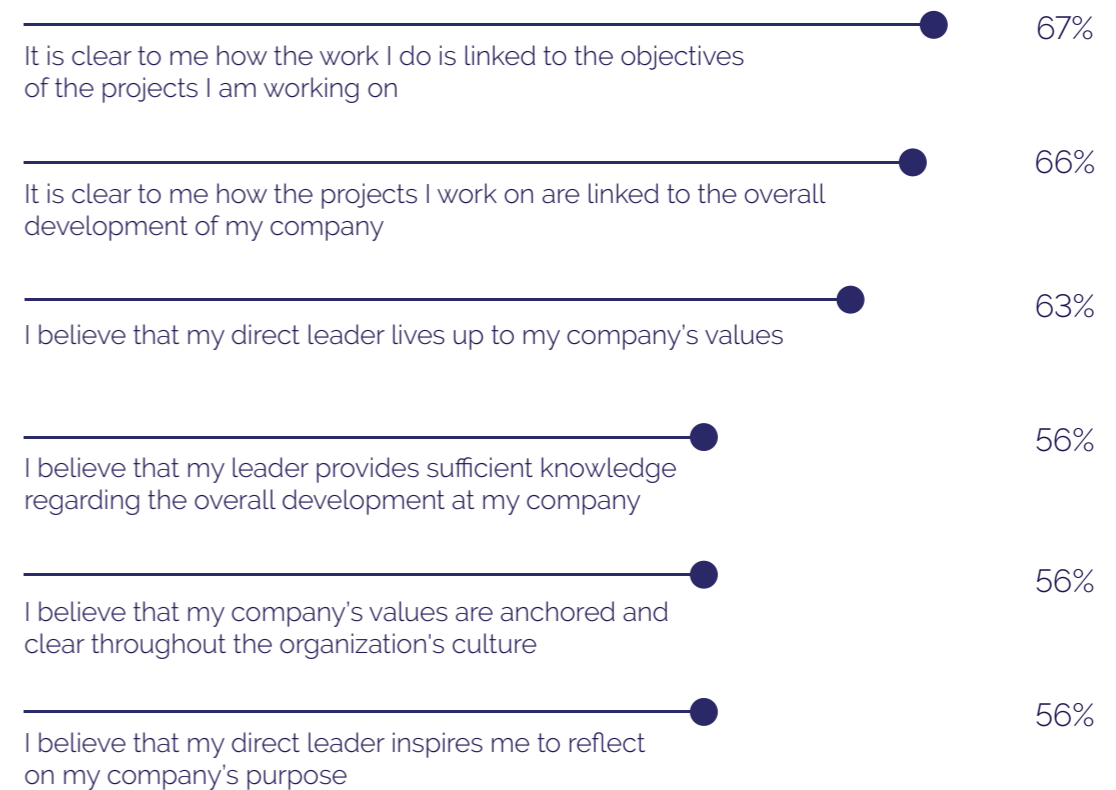 67%
It is clear to me how the work I do is linked to the objectives
of the projects I am working on
66%
It is clear to me how the projects I work on are linked to the overall
development of my company
63%
I believe that my direct leader lives up to my company’s values
56%
I believe that my leader provides sufficient knowledge
regarding the overall development at my company
56%
I believe that my company’s values are anchored and
clear throughout the organization's culture
56%
I believe that my direct leader inspires me to reflect
on my company’s purpose